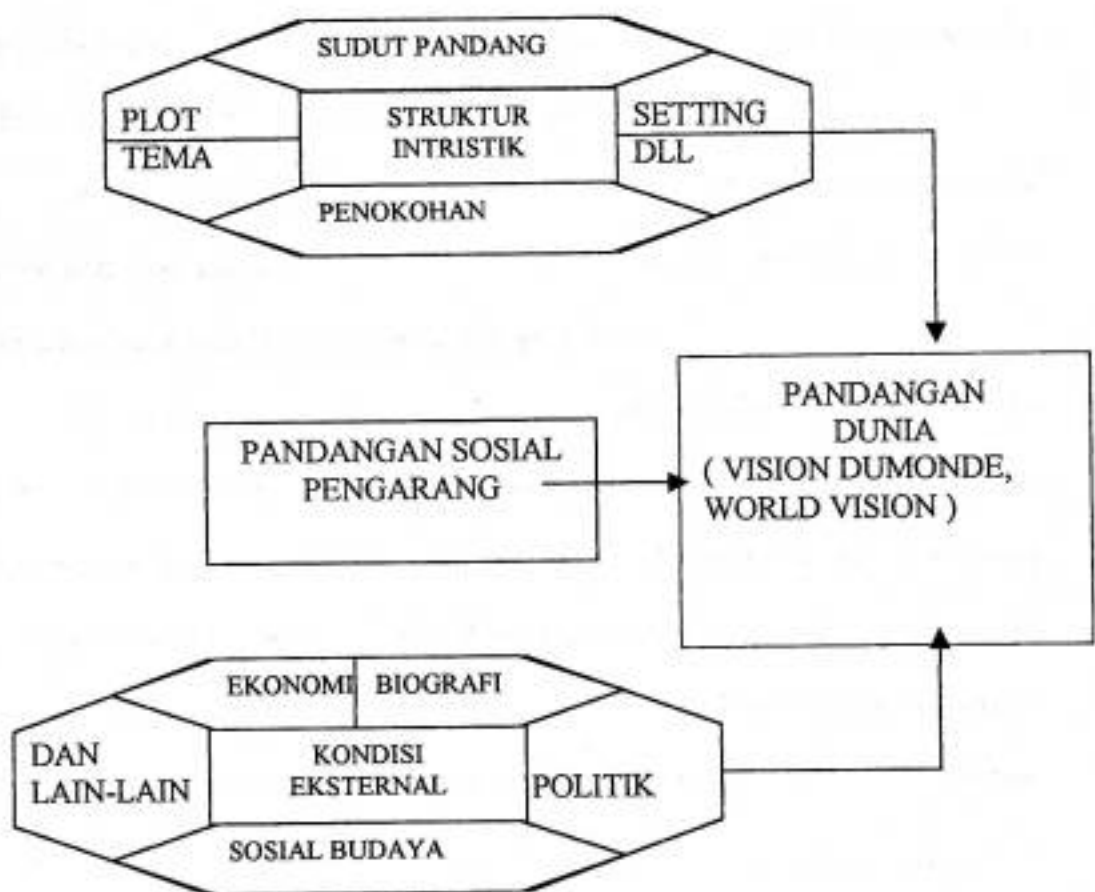 SUDUT PANDANG
PLOT
TEMA
STRUKTUR
INTRISTIK
SETTING
DLL
PENOKOHAN
PANDANGAN SOSIAL
PENGARANG
PANDANGAN
DUNIA
( VISION DUMONDE,
WORLD VISION )
EKONOMI BIOGRAFI
DAN
LAIN-LAIN
KONDISI
EKSTERNAL
POLITIK
SOSIAL BUDAYA